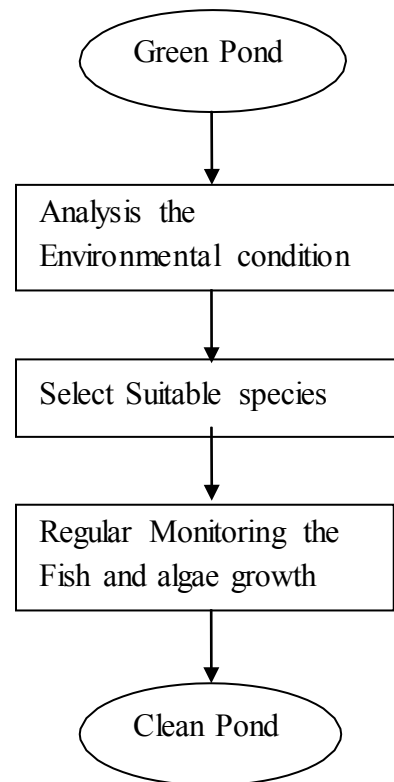 Green Pond
Analysis the
Environmental condition
Select Suitable species
Regular Monitoring the
Fish and algae growth
Clean Pond